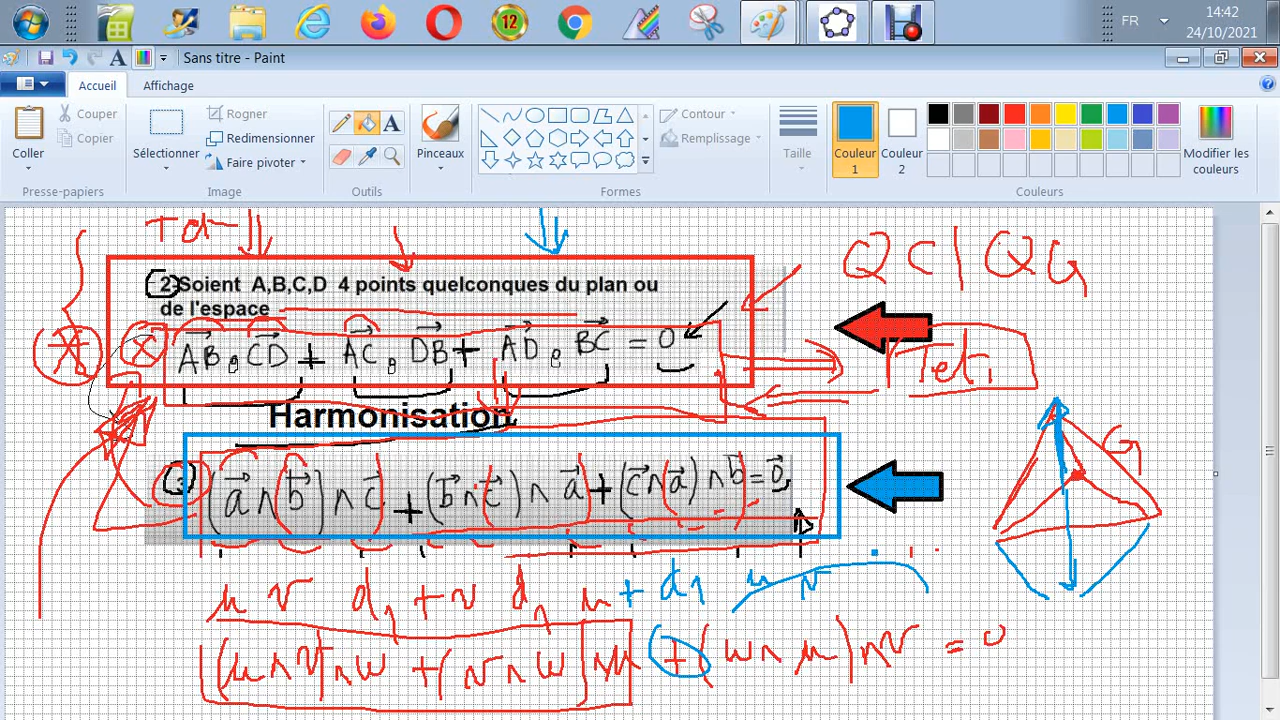 12
FR
14:42
24/10/2021
Sans titre - Paint
Accueil
Affichage
Coller
Couper
Copier
Presse-papiers
Sélectionner
Rogner
Redimensionner
Faire pivoter
Image
A
Outils
Pinceaux
Formes
Contour
Remplissage
Taille
Couleur 1
Couleur 2
Couleurs
Modifier les couleurs
QC/QG
2 Soient A,B,C,D 4 points quelconques du plan ou
de l'espace
AB . CD + AC . DB + AD . BC = 0
Harmonisation
3 (a ∧ b) ∧ c + (b ∧ c) ∧ a + (c ∧ a) ∧ b = 0
G
(u ∧ v) ∧ w + (v ∧ w) ∧ u + (w ∧ u) ∧ v = 0